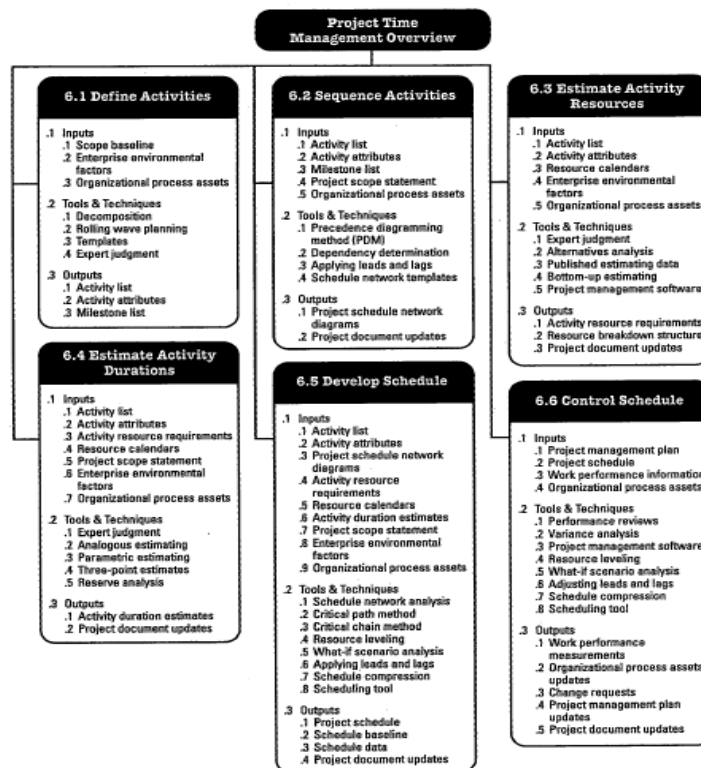 Project Time
Management Overview
6.1 Define Activities
.1 Inputs
.1 Scope baseline
.2 Enterprise environmental
factors
.3 Organizational process assets
.2 Tools & Techniques
.1 Decomposition
.2 Rolling wave planning
.3 Templates
.4 Expert judgment
.3 Outputs
.1 Activity list
.2 Activity attributes
.3 Milestone list
6.2 Sequence Activities
.1 Inputs
.1 Activity list
.2 Activity attributes
.3 Milestone list
.4 Project scope statement
.5 Organizational process assets
.2 Tools & Techniques
.1 Precedence diagramming
method (PDM)
.2 Dependency determination
.3 Applying leads and lags
.4 Schedule network templates
.3 Outputs
.1 Project schedule network
diagrams
.2 Project document updates
6.3 Estimate Activity
Resources
.1 Inputs
.1 Activity list
.2 Activity attributes
.3 Resource calendars
.4 Enterprise environmental
factors
.5 Organizational process assets
.2 Tools & Techniques
.1 Expert judgment
.2 Alternatives analysis
.3 Published estimating data
.4 Bottom-up estimating
.5 Project management software
.3 Outputs
.1 Activity resource requirements
.2 Resource breakdown structure
.3 Project document updates
6.4 Estimate Activity
Durations
.1 Inputs
.1 Activity list
.2 Activity attributes
.3 Activity resource requirements
.4 Resource calendars
.5 Project scope statement
.6 Enterprise environmental
factors
.7 Organizational process assets
.2 Tools & Techniques
.1 Expert judgment
.2 Analogous estimating
.3 Parametric estimating
.4 Three-point estimates
.5 Reserve analysis
.3 Outputs
.1 Activity duration estimates
.2 Project document updates
6.5 Develop Schedule
.1 Inputs
.1 Activity list
.2 Activity attributes
.3 Project schedule network
diagrams
.4 Activity resource
requirements
.5 Resource calendars
.6 Activity duration estimates
.7 Project scope statement
.8 Enterprise environmental
factors
.9 Organizational process assets
.2 Tools & Techniques
.1 Schedule network analysis
.2 Critical path method
.3 Critical chain method
.4 Resource leveling
.5 What-if scenario analysis
.6 Applying leads and lags
.7 Schedule compression
.8 Scheduling tool
.3 Outputs
.1 Project schedule
.2 Schedule baseline
.3 Schedule data
.4 Project document updates
6.6 Control Schedule
.1 Inputs
.1 Project management plan
.2 Project schedule
.3 Work performance information
.4 Organizational process assets
.2 Tools & Techniques
.1 Performance reviews
.2 Variance analysis
.3 Project management software
.4 Resource leveling
.5 What-if scenario analysis
.6 Adjusting leads and lags
.7 Schedule compression
.8 Scheduling tool
.3 Outputs
.1 Work performance
measurements
.2 Organizational process assets
updates
.3 Change requests
.4 Project management plan
updates
.5 Project document updates